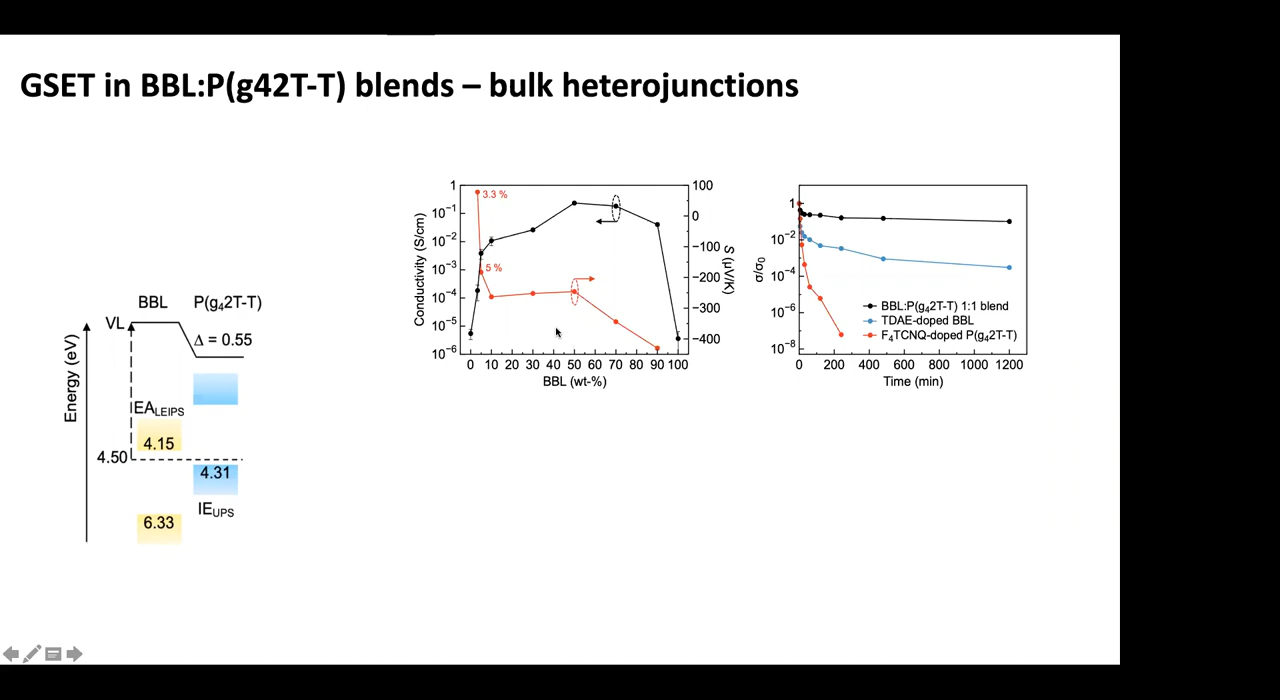 GSET in BBL:P(g42T-T) blends – bulk heterojunctions
BBL P(g₄2T-T)
VL
Δ = 0.55
Energy (eV)
EA_LEIPS
4.15
4.50
4.31
IE_UPS
6.33
Conductivity (S/cm)
1
10⁻¹
10⁻²
10⁻³
10⁻⁴
10⁻⁵
10⁻⁶
3.3 %
5 %
100
0
−100
−200
−300
−400
S (μV/K)
0 10 20 30 40 50 60 70 80 90 100
BBL (wt-%)
σ/σ₀
1
10⁻²
10⁻⁴
10⁻⁶
10⁻⁸
BBL:P(g₄2T-T) 1:1 blend
TDAE-doped BBL
F₄TCNQ-doped P(g₄2T-T)
0 200 400 600 800 1000 1200
Time (min)